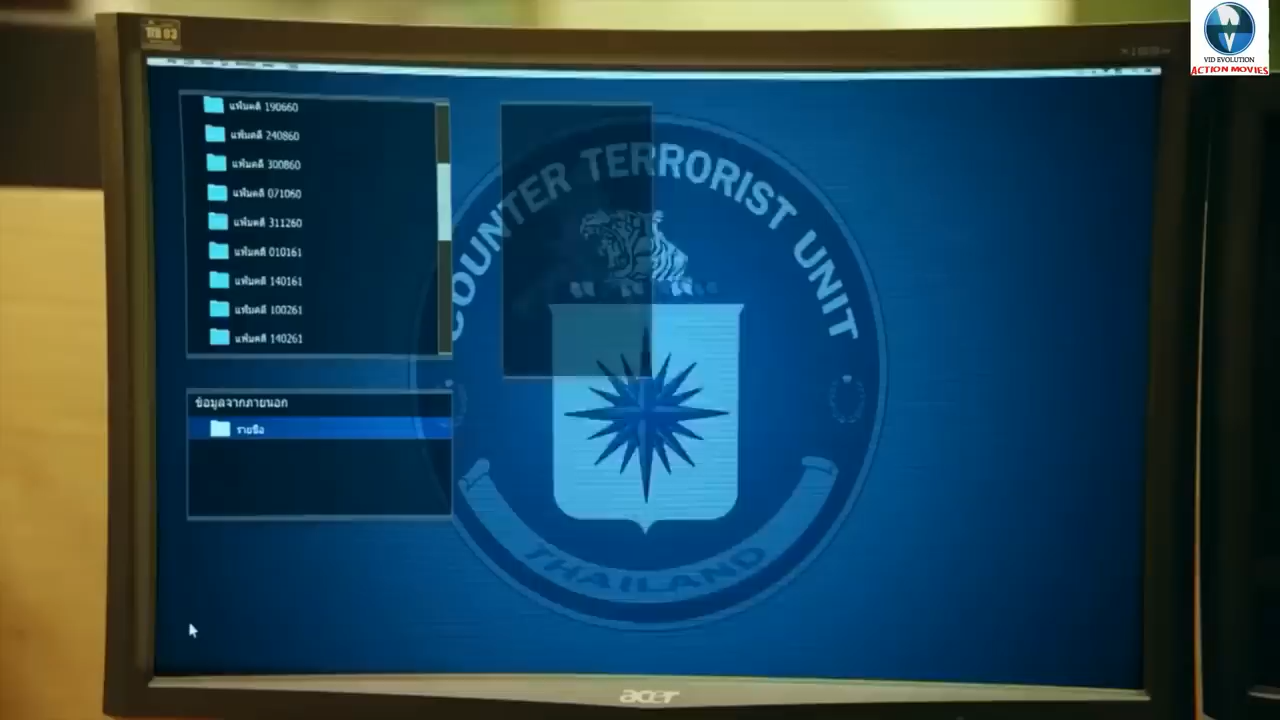 VID EVOLUTION
ACTION MOVIES
แฟ้มคดี 190660
แฟ้มคดี 240860
แฟ้มคดี 300860
แฟ้มคดี 071060
แฟ้มคดี 311260
แฟ้มคดี 010161
แฟ้มคดี 140161
แฟ้มคดี 100261
แฟ้มคดี 140261
ข้อมูลจากภายนอก
รายชื่อ
COUNTER TERRORIST UNIT
THAILAND
acer